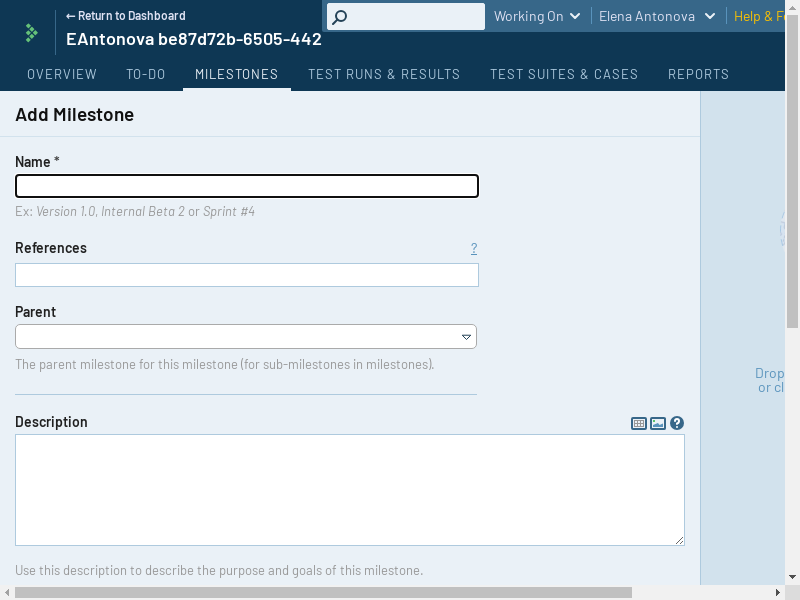 ← Return to Dashboard
EAntonova be87d72b-6505-442
Working On
Elena Antonova
Help &
OVERVIEW
TO-DO
MILESTONES
TEST RUNS & RESULTS
TEST SUITES & CASES
REPORTS
Add Milestone
Name *
Ex: Version 1.0, Internal Beta 2 or Sprint #4
References
?
Parent
The parent milestone for this milestone (for sub-milestones in milestones).
Description
?
Use this description to describe the purpose and goals of this milestone.
Drop
or cl